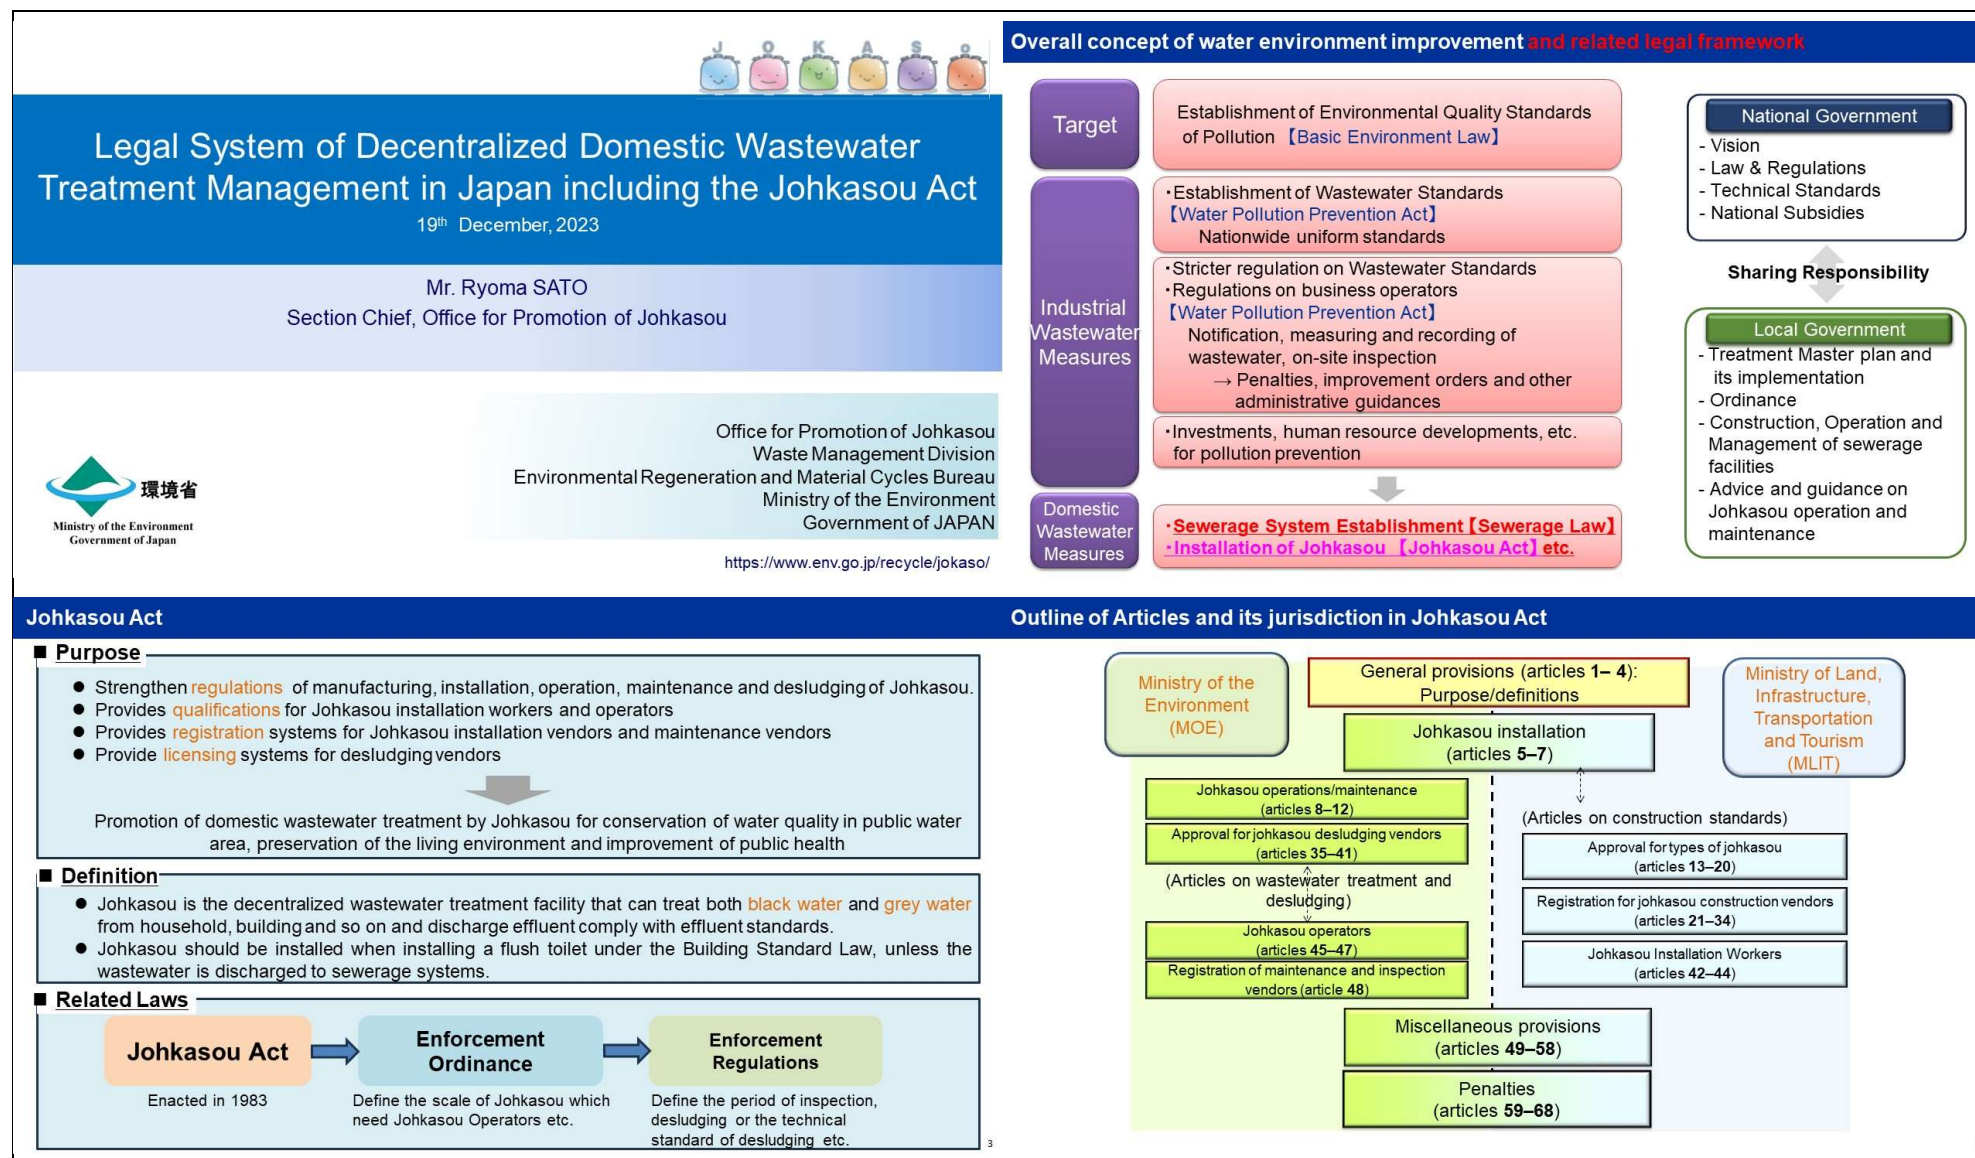 J O K A S O
Legal System of Decentralized Domestic Wastewater
Treatment Management in Japan including the Johkasou Act
19th December, 2023
Mr. Ryoma SATO
Section Chief, Office for Promotion of Johkasou
環境省
Ministry of the Environment
Government of Japan
Office for Promotion of Johkasou
Waste Management Division
Environmental Regeneration and Material Cycles Bureau
Ministry of the Environment
Government of JAPAN
https://www.env.go.jp/recycle/jokaso/
Overall concept of water environment improvement and related legal framework
Target
Establishment of Environmental Quality Standards
of Pollution 【Basic Environment Law】
Industrial
Wastewater
Measures
・Establishment of Wastewater Standards
【Water Pollution Prevention Act】
Nationwide uniform standards
・Stricter regulation on Wastewater Standards
・Regulations on business operators
【Water Pollution Prevention Act】
Notification, measuring and recording of
wastewater, on-site inspection
→ Penalties, improvement orders and other
administrative guidances
・Investments, human resource developments, etc.
for pollution prevention
Domestic
Wastewater
Measures
・Sewerage System Establishment【Sewerage Law】
・Installation of Johkasou 【Johkasou Act】etc.
National Government
- Vision
- Law & Regulations
- Technical Standards
- National Subsidies
Sharing Responsibility
Local Government
- Treatment Master plan and
its implementation
- Ordinance
- Construction, Operation and
Management of sewerage
facilities
- Advice and guidance on
Johkasou operation and
maintenance
Johkasou Act
■ Purpose
● Strengthen regulations of manufacturing, installation, operation, maintenance and desludging of Johkasou.
● Provides qualifications for Johkasou installation workers and operators
● Provides registration systems for Johkasou installation vendors and maintenance vendors
● Provide licensing systems for desludging vendors
Promotion of domestic wastewater treatment by Johkasou for conservation of water quality in public water
area, preservation of the living environment and improvement of public health
■ Definition
● Johkasou is the decentralized wastewater treatment facility that can treat both black water and grey water
from household, building and so on and discharge effluent comply with effluent standards.
● Johkasou should be installed when installing a flush toilet under the Building Standard Law, unless the
wastewater is discharged to sewerage systems.
■ Related Laws
Johkasou Act
Enacted in 1983
Enforcement
Ordinance
Define the scale of Johkasou which
need Johkasou Operators etc.
Enforcement
Regulations
Define the period of inspection,
desludging or the technical
standard of desludging etc.
3
Outline of Articles and its jurisdiction in Johkasou Act
Ministry of the
Environment
(MOE)
General provisions (articles 1– 4):
Purpose/definitions
Ministry of Land,
Infrastructure,
Transportation
and Tourism
(MLIT)
Johkasou installation
(articles 5–7)
Johkasou operations/maintenance
(articles 8–12)
Approval for johkasou desludging vendors
(articles 35–41)
(Articles on wastewater treatment and
desludging)
Johkasou operators
(articles 45–47)
Registration of maintenance and inspection
vendors (article 48)
(Articles on construction standards)
Approval for types of johkasou
(articles 13–20)
Registration for johkasou construction vendors
(articles 21–34)
Johkasou Installation Workers
(articles 42–44)
Miscellaneous provisions
(articles 49–58)
Penalties
(articles 59–68)